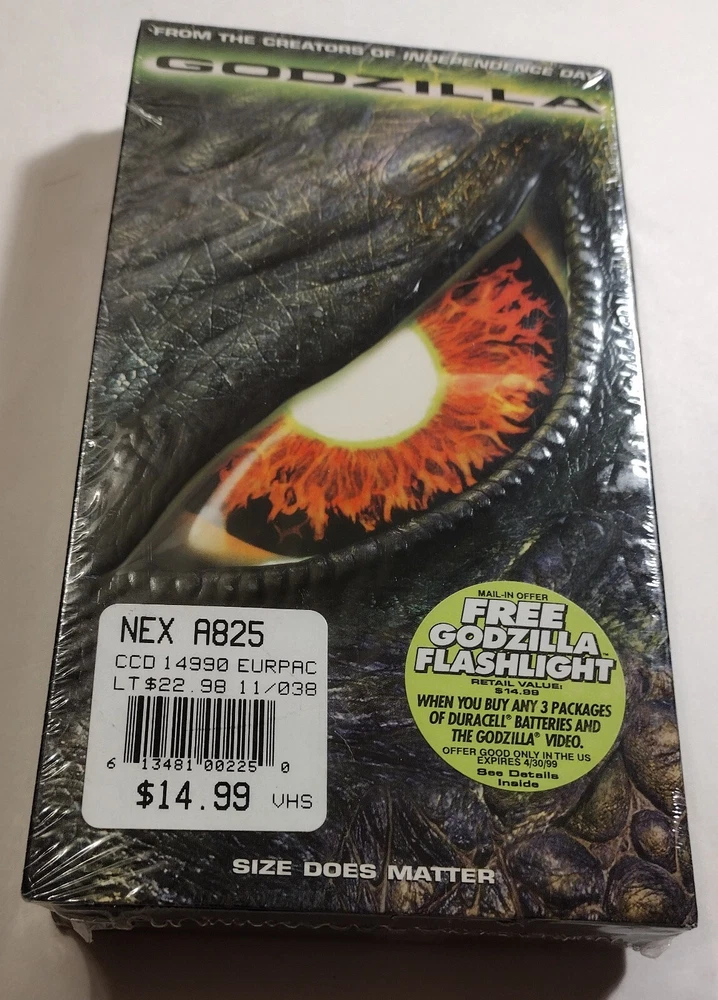 FROM THE CREATORS OF INDEPENDENCE DAY
GODZILLA
NEX A825
CCD 14990 EURPAC
LT $22.98 11/038
6 13481 00225 0
$14.99 VHS
MAIL-IN OFFER
FREE
GODZILLA
FLASHLIGHT™
RETAIL VALUE:
$14.99
WHEN YOU BUY ANY 3 PACKAGES
OF DURACELL® BATTERIES AND
THE GODZILLA® VIDEO.
OFFER GOOD ONLY IN THE US
EXPIRES 4/30/99
See Details
Inside
SIZE DOES MATTER